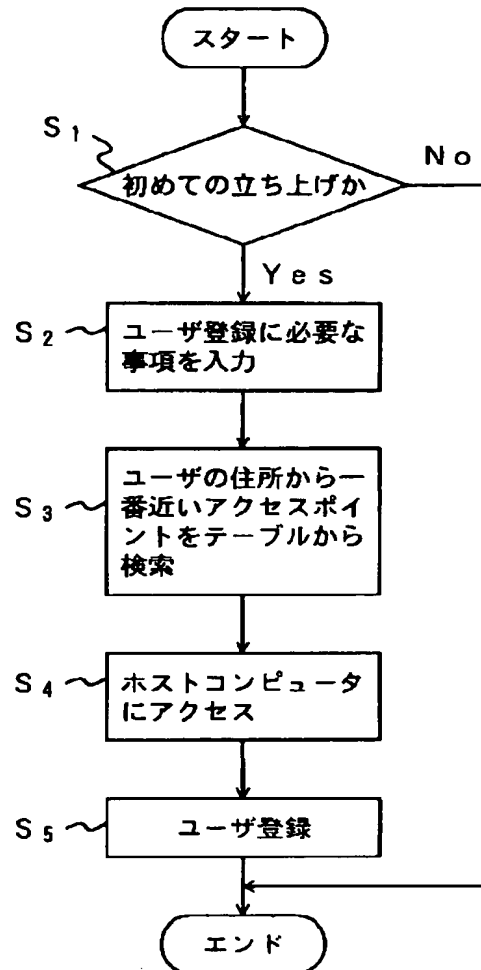 スタート
S1
初めての立ち上げか
No
Yes
S2
ユーザ登録に必要な
事項を入力
S3
ユーザの住所から一
番近いアクセスポイ
ントをテーブルから
検索
S4
ホストコンピュータ
にアクセス
S5
ユーザ登録
エンド